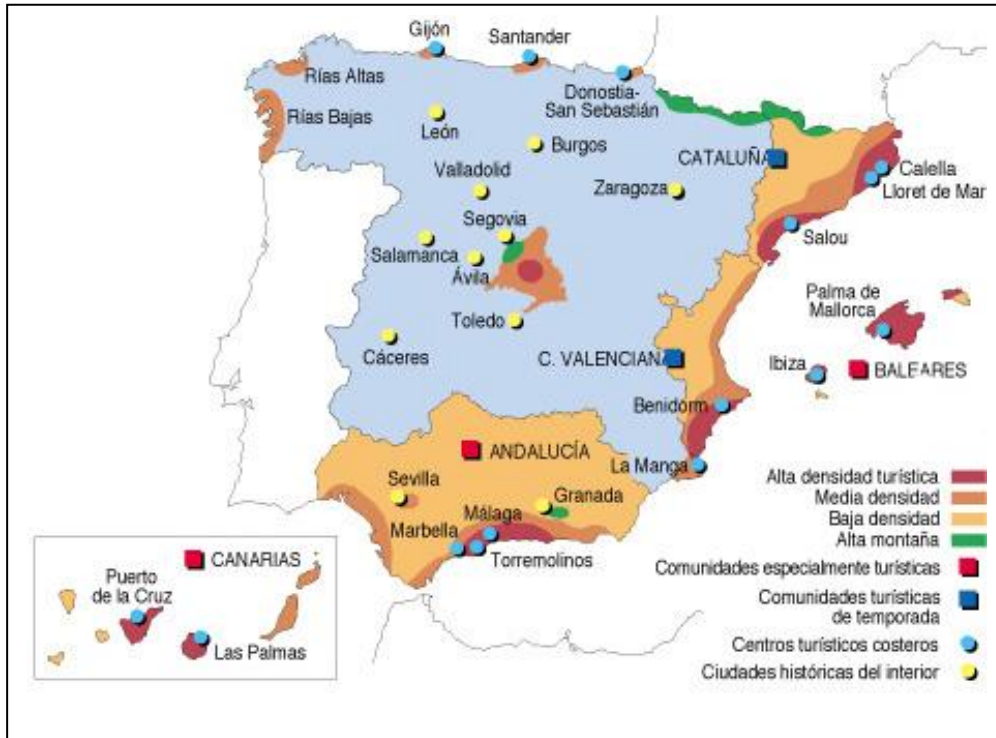 Gijón
Santander
Rías Altas
Donostia-
San Sebastián
Rías Bajas
León
Burgos
CATALUÑA
Calella
Lloret de Mar
Valladolid
Zaragoza
Segovia
Salou
Salamanca
Ávila
Palma de
Mallorca
Toledo
Cáceres
C. VALENCIANA
Ibiza
BALEARES
Benidorm
ANDALUCÍA
La Manga
Sevilla
Granada
Málaga
Marbella
Torremolinos
CANARIAS
Puerto
de la Cruz
Las Palmas
Alta densidad turística
Media densidad
Baja densidad
Alta montaña
Comunidades especialmente turísticas
Comunidades turísticas
de temporada
Centros turísticos costeros
Ciudades históricas del interior